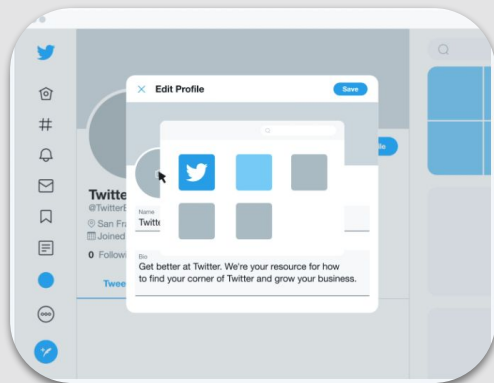 Edit Profile
Save
Twitte
@TwitterB
San Fra
Joined
0 Followi
Twee
Name
Twitte
Bio
Get better at Twitter. We're your resource for how
to find your corner of Twitter and grow your business.